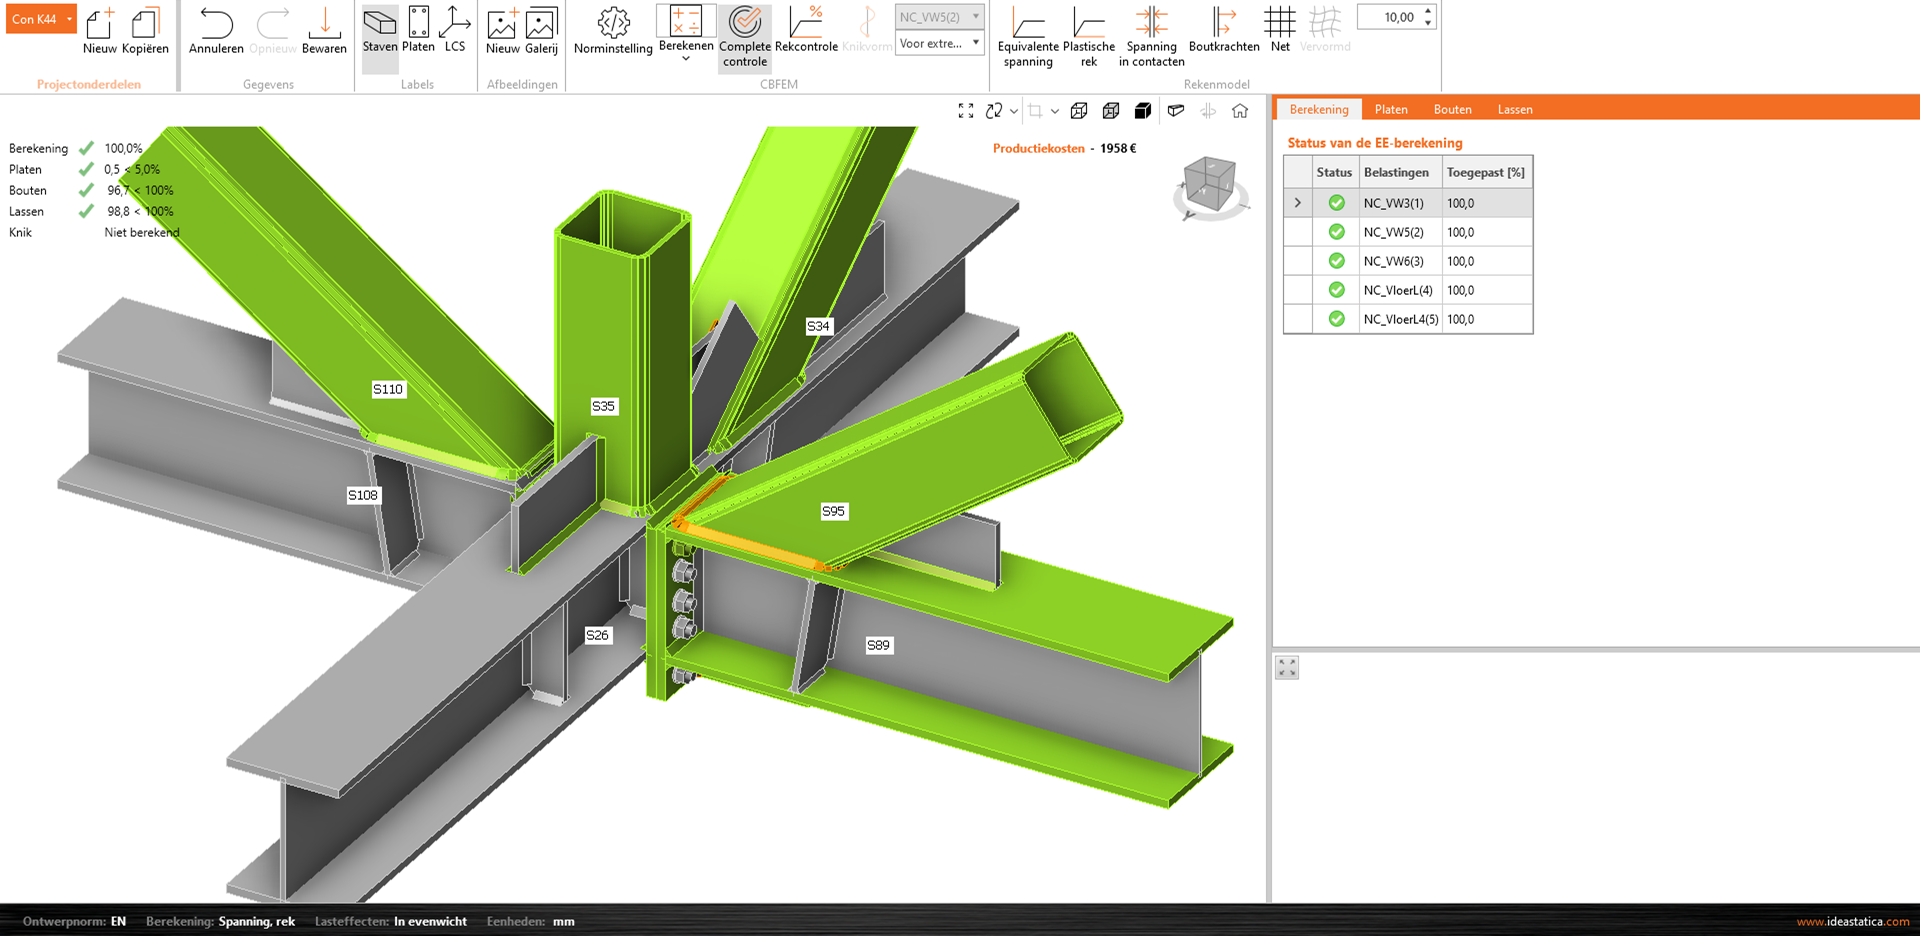 Con K44
Nieuw Kopiëren
Projectonderdelen
Annuleren Opnieuw Bewaren
Gegevens
Staven Platen LCS
Labels
Nieuw Galerij
Afbeeldingen
Norminstelling Berekenen Complete controle Rekcontrole Knikvorm
NC_VW5(2)
Voor extre...
CBFEM
Equivalente spanning Plastische rek Spanning in contacten Boutkrachten Net Vervormd
10,00
Rekenmodel
Berekening 100,0%
Platen 0,5 < 5,0%
Bouten 96,7 < 100%
Lassen 98,8 < 100%
Knik Niet berekend
Productiekosten - 1958 €
S110
S35
S34
S108
S95
S26
S89
Berekening Platen Bouten Lassen
Status van de EE-berekening
Status Belastingen Toegepast [%]
NC_VW3(1) 100,0
NC_VW5(2) 100,0
NC_VW6(3) 100,0
NC_VloerL(4) 100,0
NC_VloerL4(5) 100,0
Ontwerpnorm: EN Berekening: Spanning, rek Lasteffecten: In evenwicht Eenheden: mm
www.ideastatica.com